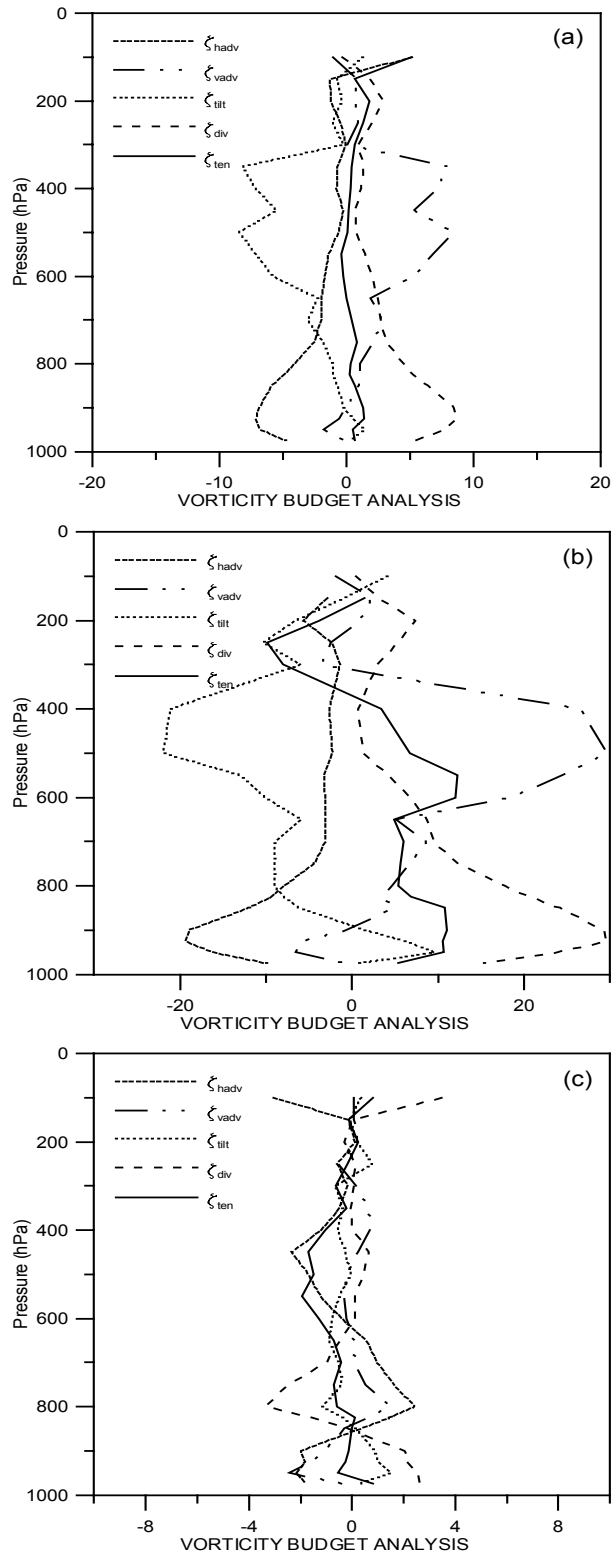 (a)
ζhadv
ζvadv
ζtilt
ζdiv
ζten
Pressure (hPa)
0
200
400
600
800
1000
-20 -10 0 10 20
VORTICITY BUDGET ANALYSIS
(b)
ζhadv
ζvadv
ζtilt
ζdiv
ζten
Pressure (hPa)
0
200
400
600
800
1000
-20 0 20
VORTICITY BUDGET ANALYSIS
(c)
ζhadv
ζvadv
ζtilt
ζdiv
ζten
Pressure (hPa)
0
200
400
600
800
1000
-8 -4 0 4 8
VORTICITY BUDGET ANALYSIS